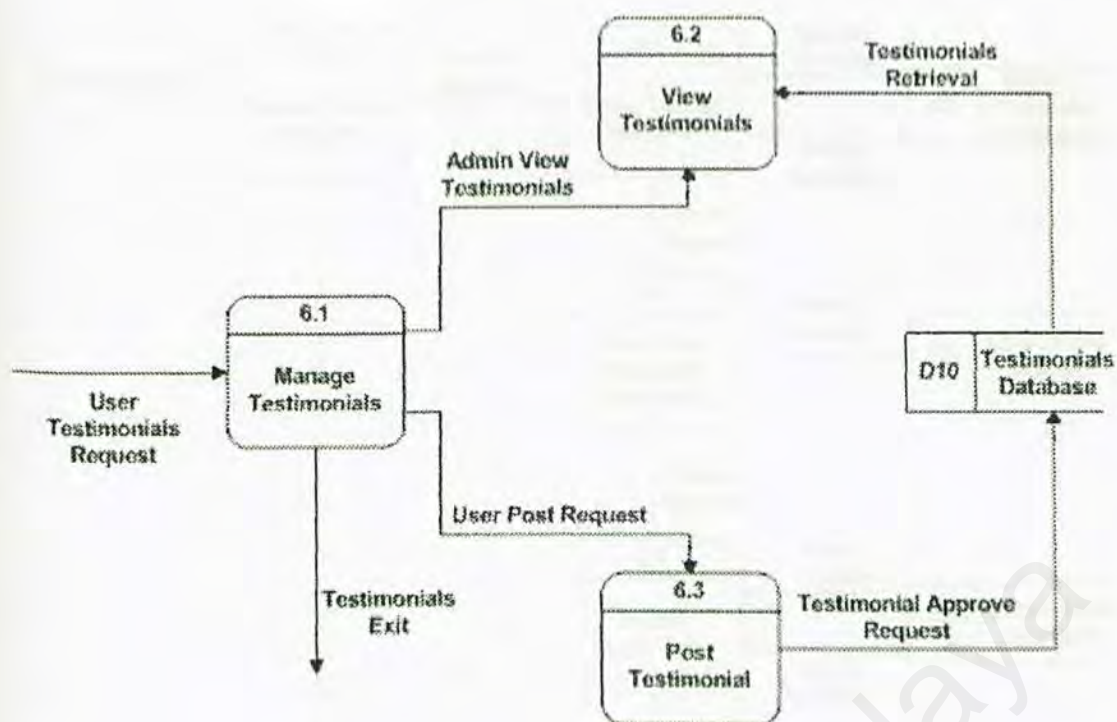 6.2
View
Testimonials
Testimonials
Retrieval
Admin View
Testimonials
6.1
Manage
Testimonials
User
Testimonials
Request
D10
Testimonials
Database
User Post Request
Testimonials
Exit
6.3
Post
Testimonial
Testimonial Approve
Request
laya